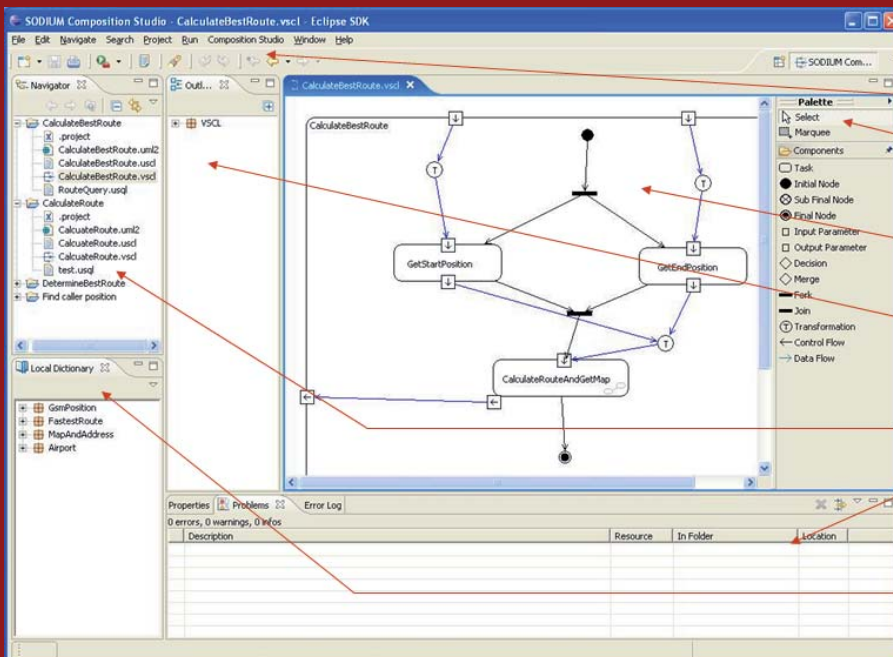 SODIUM Composition Studio - CalculateBestRoute.vscl - Eclipse SDK
File Edit Navigate Search Project Run Composition Studio Window Help
SODIUM Com...
Navigator
CalculateBestRoute
.project
CalculateBestRoute.uml2
CalculateBestRoute.uscl
CalculateBestRoute.vscl
RouteQuery.usql
CalculateRoute
.project
CalcuateRoute.uml2
CalcuateRoute.uscl
CalcuateRoute.vscl
test.usql
DetermineBestRoute
Find caller position
Local Dictionary
GsmPosition
FastestRoute
MapAndAddress
Airport
Outl...
VSCL
CalculateBestRoute.vscl
CalculateBestRoute
T
T
GetStartPosition
GetEndPosition
T
CalculateRouteAndGetMap
Palette
Select
Marquee
Components
Task
Initial Node
Sub Final Node
Final Node
Input Parameter
Output Parameter
Decision
Merge
Fork
Join
T Transformation
Control Flow
Data Flow
Properties Problems Error Log
0 errors, 0 warnings, 0 infos
Description Resource In Folder Location